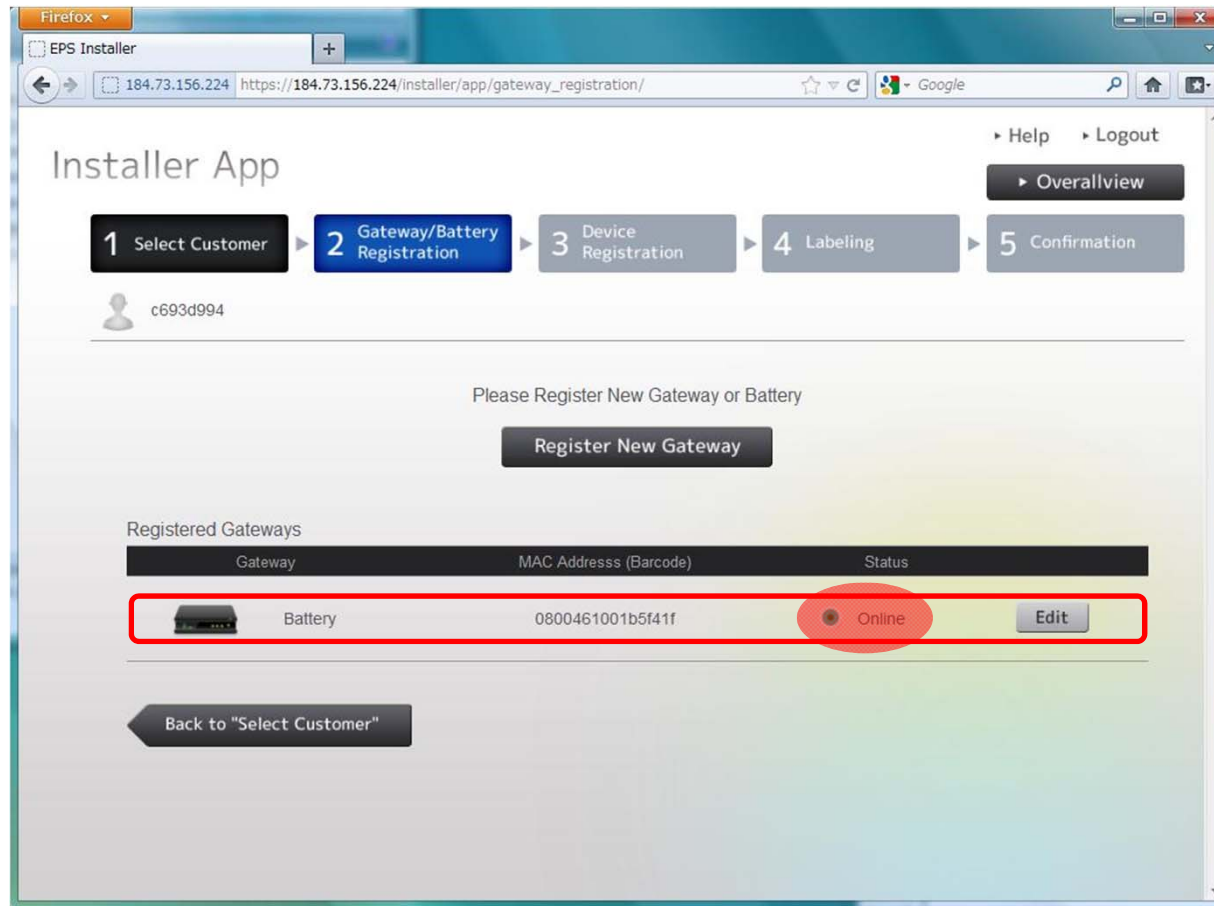 Firefox
EPS Installer
+
184.73.156.224 https://184.73.156.224/installer/app/gateway_registration/
Google
Help Logout
Installer App
Overallview
1 Select Customer
2 Gateway/Battery
Registration
3 Device
Registration
4 Labeling
5 Confirmation
c693d994
Please Register New Gateway or Battery
Register New Gateway
Registered Gateways
Gateway MAC Addresss (Barcode) Status
Battery 0800461001b5f41f Online Edit
Back to "Select Customer"